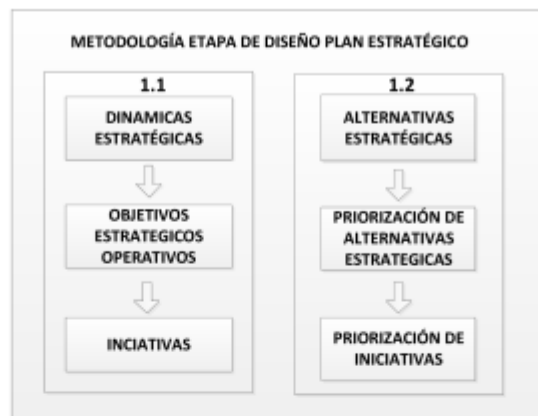 METODOLOGÍA ETAPA DE DISEÑO PLAN ESTRATÉGICO
1.1
DINAMICAS
ESTRATÉGICAS
OBJETIVOS
ESTRATEGICOS
OPERATIVOS
INCIATIVAS
1.2
ALTERNATIVAS
ESTRATÉGICAS
PRIORIZACIÓN DE
ALTERNATIVAS
ESTRATEGICAS
PRIORIZACIÓN DE
INICIATIVAS